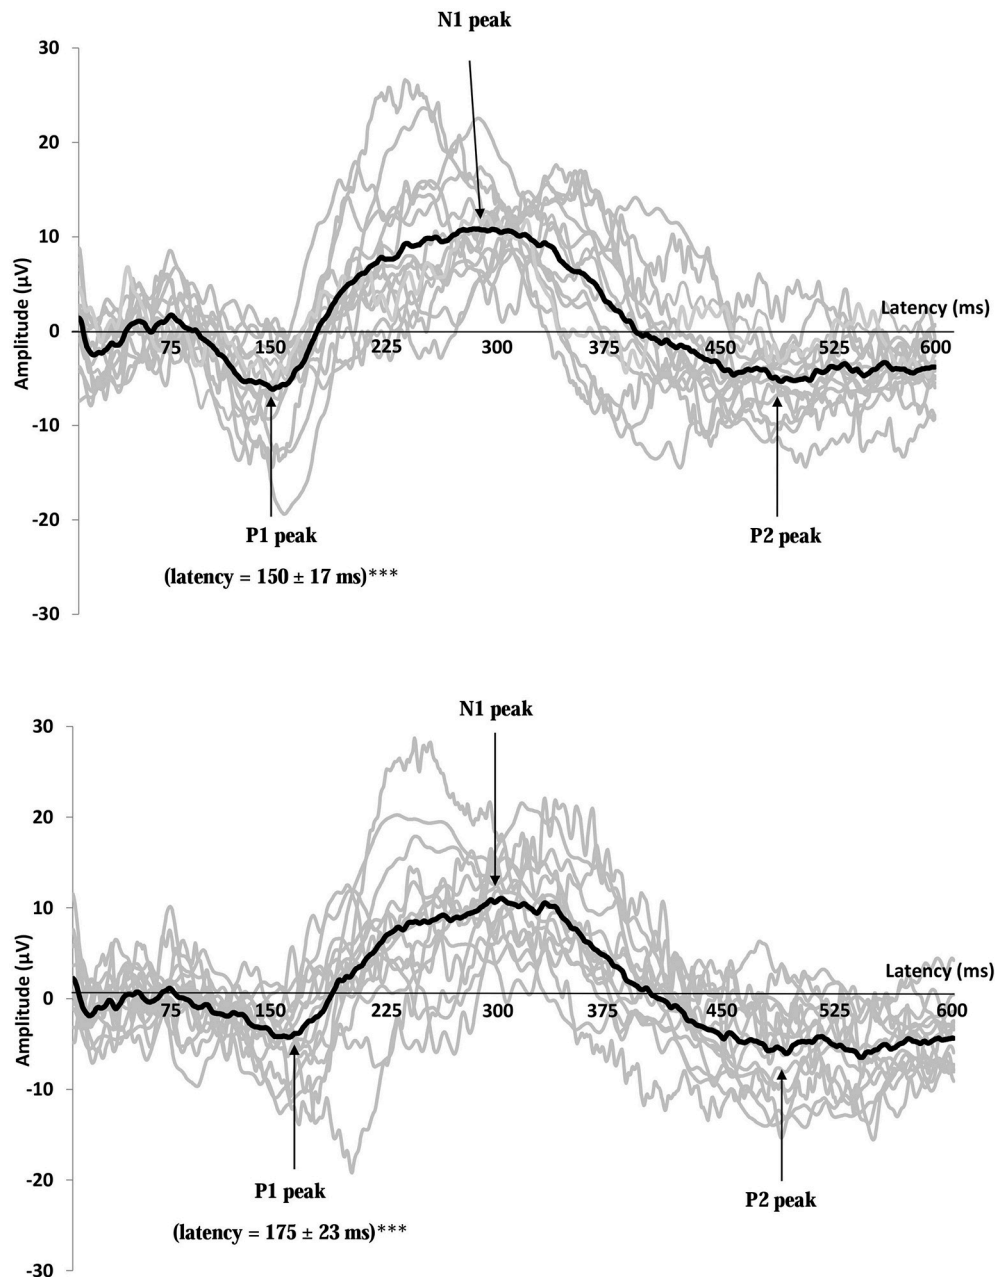 N1 peak
30
20
10
0
-10
-20
-30
Amplitude (µV)
Latency (ms)
75 150 225 300 375 450 525 600
P1 peak
(latency = 150 ± 17 ms)***
P2 peak
N1 peak
30
20
10
0
-10
-20
-30
Amplitude (µV)
Latency (ms)
75 150 225 300 375 450 525 600
P1 peak
(latency = 175 ± 23 ms)***
P2 peak